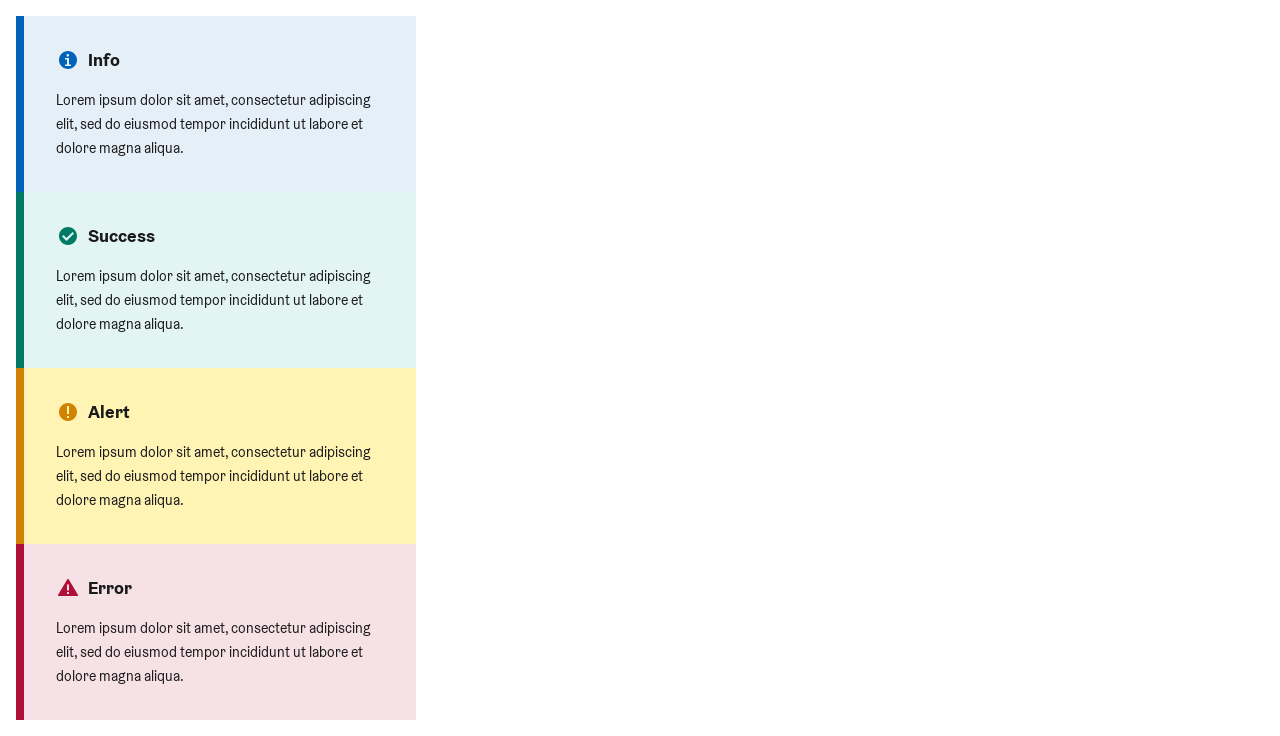 Info
Lorem ipsum dolor sit amet, consectetur adipiscing
elit, sed do eiusmod tempor incididunt ut labore et
dolore magna aliqua.
Success
Lorem ipsum dolor sit amet, consectetur adipiscing
elit, sed do eiusmod tempor incididunt ut labore et
dolore magna aliqua.
Alert
Lorem ipsum dolor sit amet, consectetur adipiscing
elit, sed do eiusmod tempor incididunt ut labore et
dolore magna aliqua.
Error
Lorem ipsum dolor sit amet, consectetur adipiscing
elit, sed do eiusmod tempor incididunt ut labore et
dolore magna aliqua.